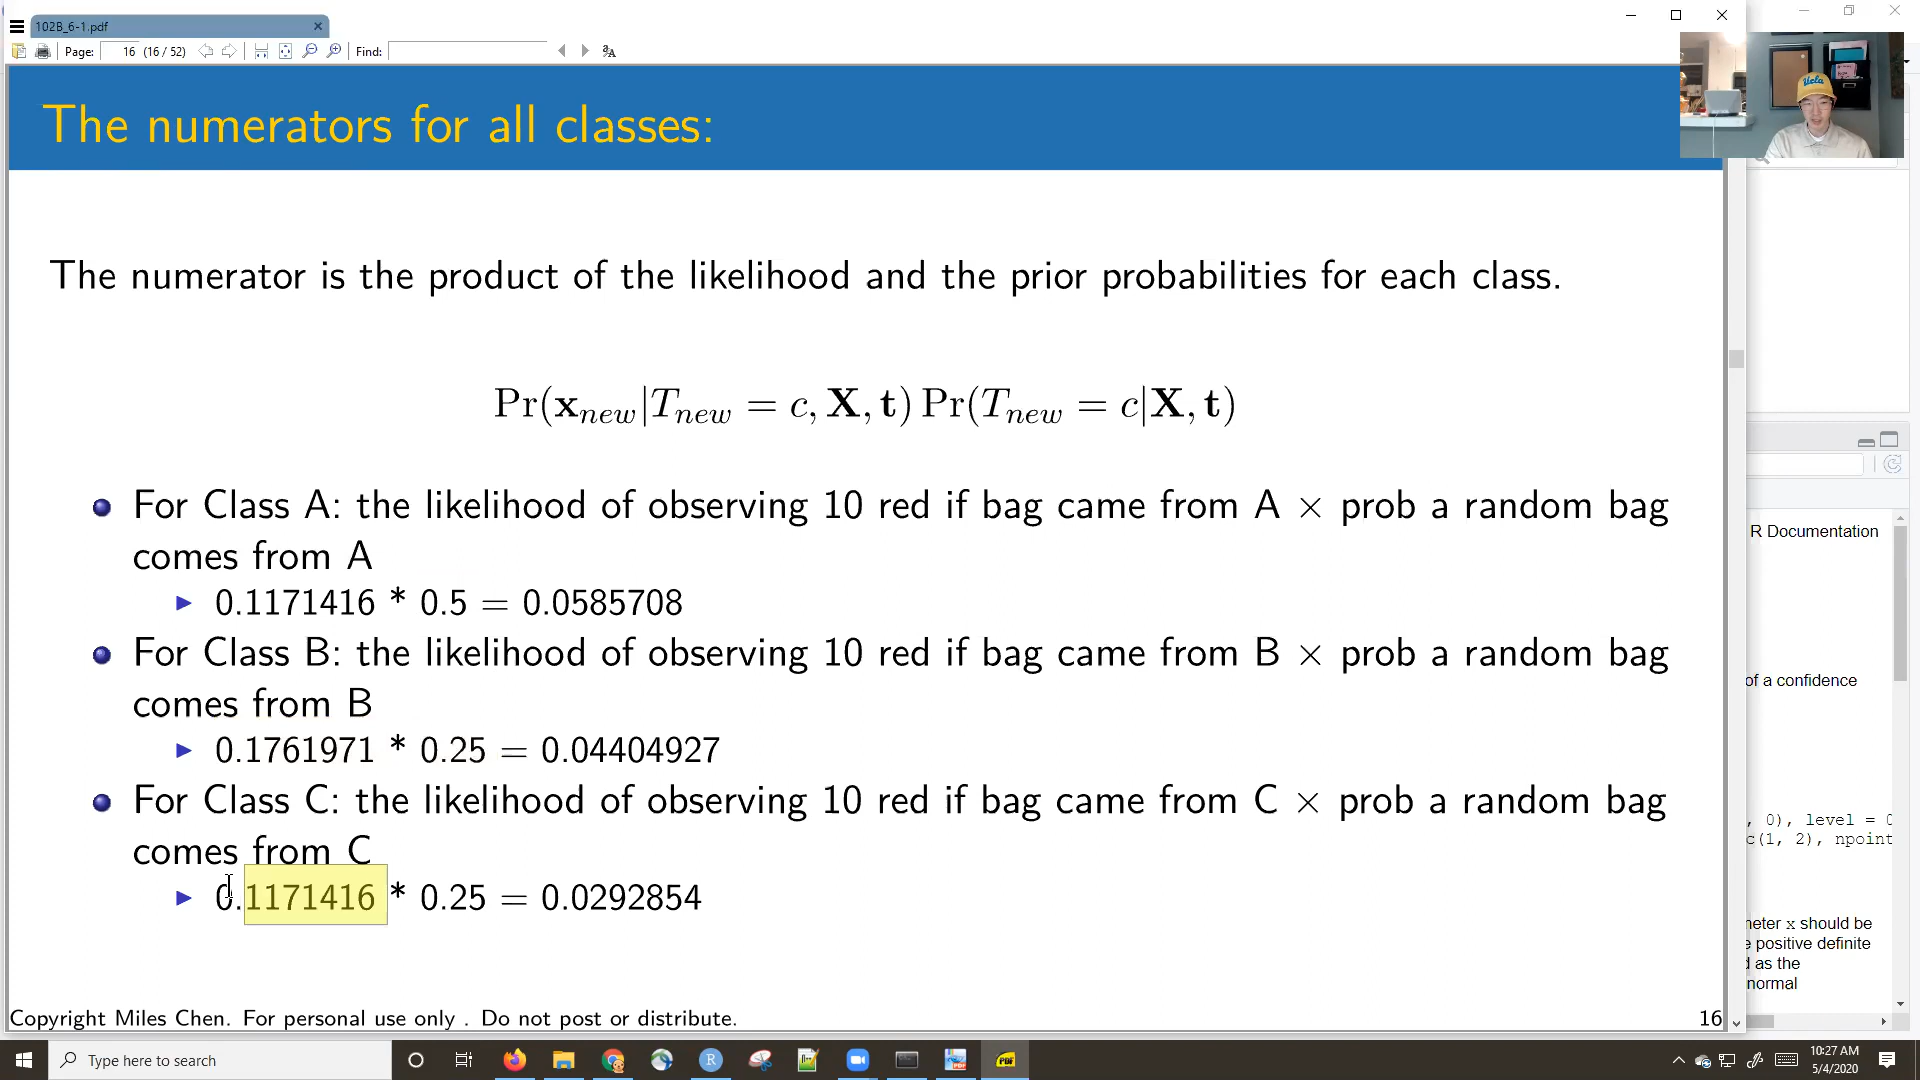 102B_6-1.pdf
Page: 16 (16 / 52) Find:
The numerators for all classes:
The numerator is the product of the likelihood and the prior probabilities for each class.
Pr(x_new|T_new = c, X, t) Pr(T_new = c|X, t)
For Class A: the likelihood of observing 10 red if bag came from A × prob a random bag
comes from A
0.1171416 * 0.5 = 0.0585708
For Class B: the likelihood of observing 10 red if bag came from B × prob a random bag
comes from B
0.1761971 * 0.25 = 0.04404927
For Class C: the likelihood of observing 10 red if bag came from C × prob a random bag
comes from C
0.1171416 * 0.25 = 0.0292854
Copyright Miles Chen. For personal use only . Do not post or distribute.
16
Ucla
R Documentation
of a confidence
, 0), level = 0
c(1, 2), npoint
neter x should be
e positive definite
d as the
normal
Type here to search
10:27 AM
5/4/2020